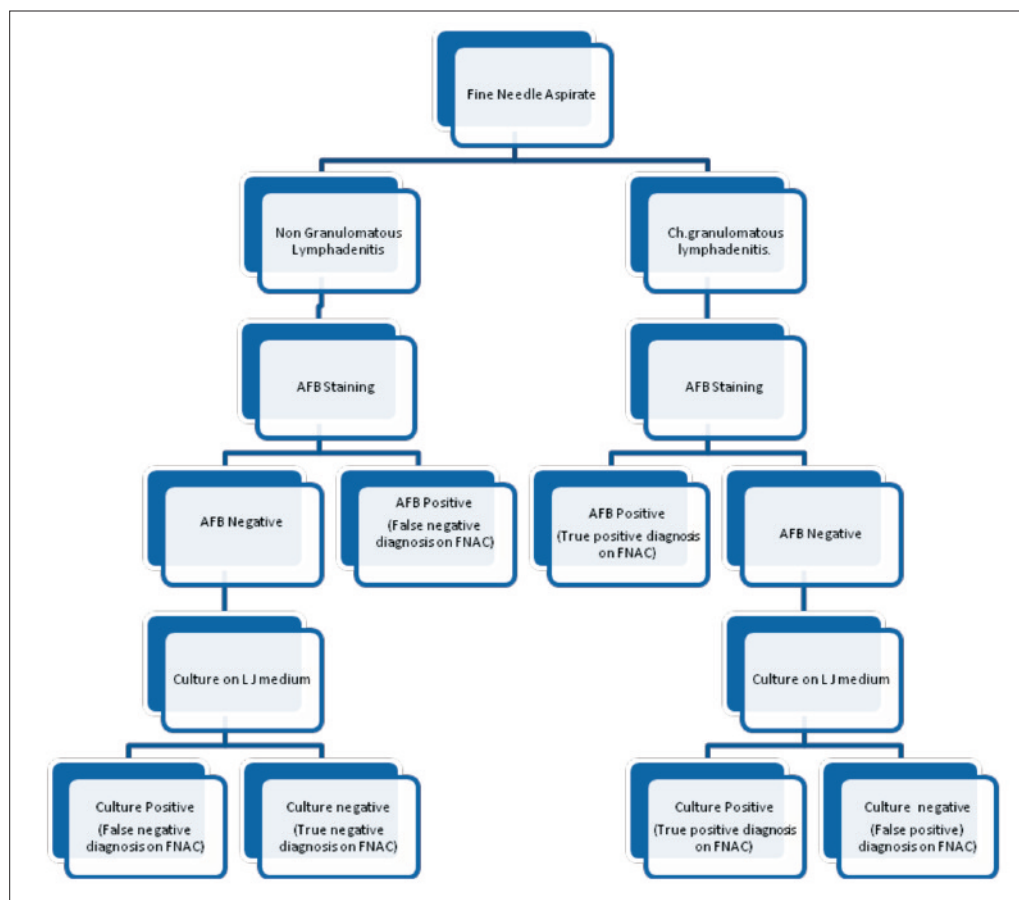 Fine Needle Aspirate
Non Granulomatous
Lymphadenitis
Ch.granulomatous
lymphadenitis.
AFB Staining
AFB Staining
AFB Negative
AFB Positive
(False negative
diagnosis on FNAC)
AFB Positive
(True positive diagnosis
on FNAC)
AFB Negative
Culture on LJ medium
Culture on LJ medium
Culture Positive
(False negative
diagnosis on FNAC)
Culture negative
(True negative
diagnosis on FNAC)
Culture Positive
(True positive diagnosis
on FNAC)
Culture negative
(False positive)
diagnosis on FNAC)